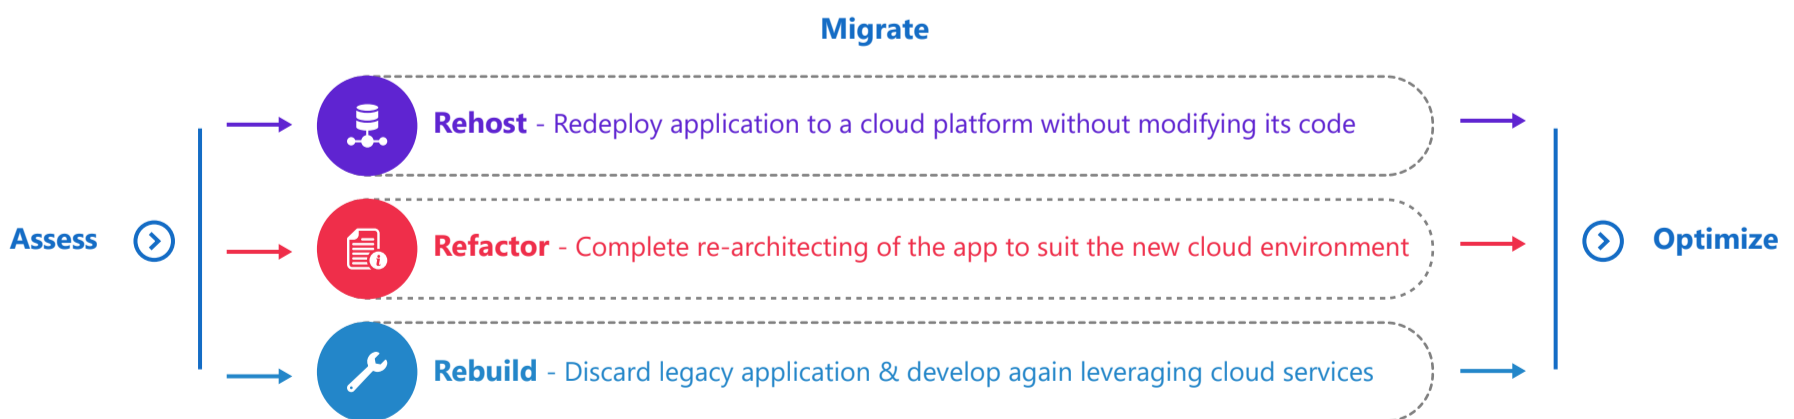 Migrate
Rehost - Redeploy application to a cloud platform without modifying its code
Assess
Refactor - Complete re-architecting of the app to suit the new cloud environment
Optimize
Rebuild - Discard legacy application & develop again leveraging cloud services